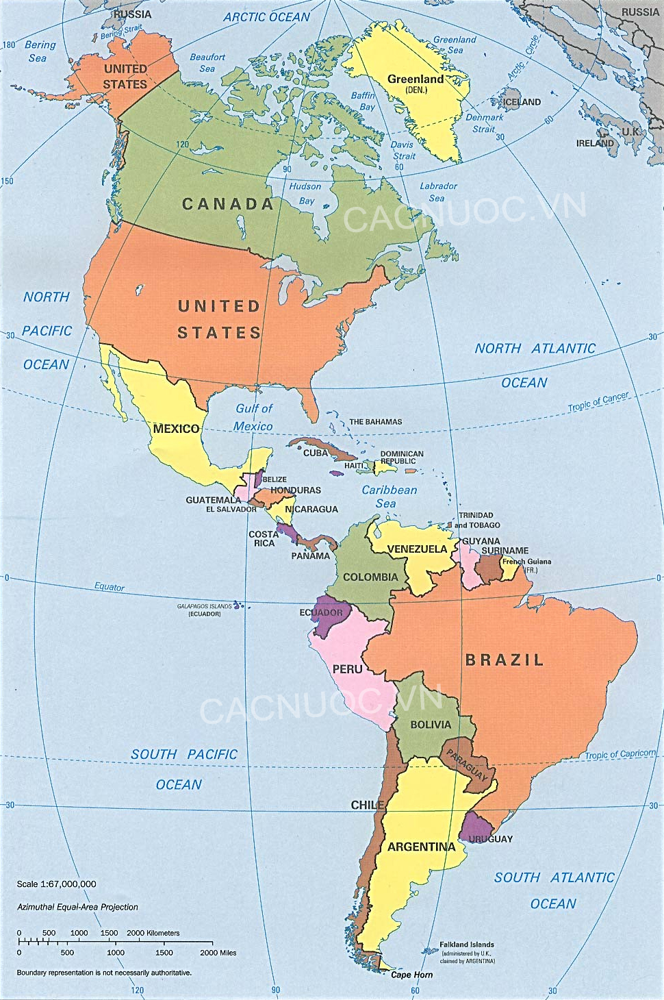 RUSSIA
ARCTIC OCEAN
RUSSIA
Bering Strait
180
Bering
Sea
Greenland
Sea
Arctic Circle
Beaufort
Sea
UNITED
STATES
Greenland
(DEN.)
Baffin
Bay
ICELAND
Denmark
Strait
60
U.K.
30
IRELAND
0
120
Davis
Strait
60
90
150
Hudson
Bay
Labrador
Sea
CANADA
CACNUOC.VN
NORTH
PACIFIC
OCEAN
UNITED
STATES
30
30
NORTH ATLANTIC
OCEAN
Tropic of Cancer
Gulf of
Mexico
THE BAHAMAS
MEXICO
CUBA
DOMINICAN
REPUBLIC
HAITI
BELIZE
HONDURAS
Caribbean
Sea
GUATEMALA
EL SALVADOR
NICARAGUA
TRINIDAD
and TOBAGO
COSTA
RICA
PANAMA
VENEZUELA
GUYANA
SURINAME
French Guiana
(FR.)
COLOMBIA
0
Equator
0
GALAPAGOS ISLANDS
(ECUADOR)
ECUADOR
BRAZIL
PERU
CACNUOC.VN
BOLIVIA
SOUTH PACIFIC
OCEAN
PARAGUAY
Tropic of Capricorn
30
CHILE
30
URUGUAY
ARGENTINA
SOUTH ATLANTIC
OCEAN
Scale 1:67,000,000
Azimuthal Equal-Area Projection
0 500 1000 1500 2000 Kilometers
0 500 1000 1500 2000 Miles
Boundary representation is not necessarily authoritative.
Falkland Islands
(administered by U.K.,
claimed by ARGENTINA)
Cape Horn
120
90
60
30